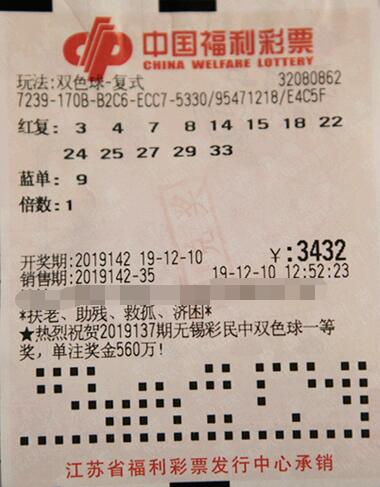 中国福利彩票
CHINA WELFARE LOTTERY
玩法:双色球-复式 32080862
7239-170B-B2C6-ECC7-5330/95471218/E4C5F
红复: 3 4 7 8 14 15 18 22
24 25 27 29 33
蓝单: 9
倍数:1
兑奖
开奖期:2019142 19-12-10 ¥:3432
销售期:2019142-35 19-12-10 12:52:23
*扶老、助残、救孤、济困*
★热烈祝贺2019137期无锡彩民中双色球一等
奖,单注奖金560万!
江苏省福利彩票发行中心承销